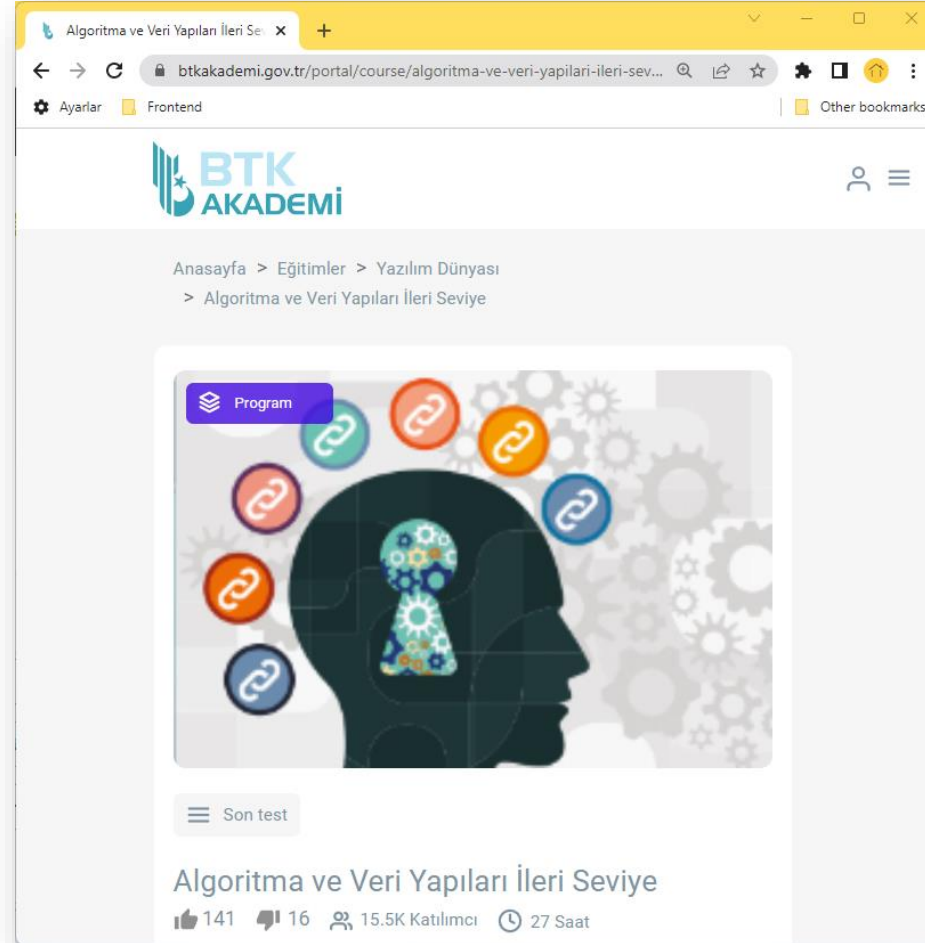 Algoritma ve Veri Yapıları İleri Se
btkakademi.gov.tr/portal/course/algoritma-ve-veri-yapilari-ileri-sev...
Ayarlar Frontend Other bookmarks
BTK
AKADEMİ
Anasayfa > Eğitimler > Yazılım Dünyası
> Algoritma ve Veri Yapıları İleri Seviye
Program
Son test
Algoritma ve Veri Yapıları İleri Seviye
141 16 15.5K Katılımcı 27 Saat